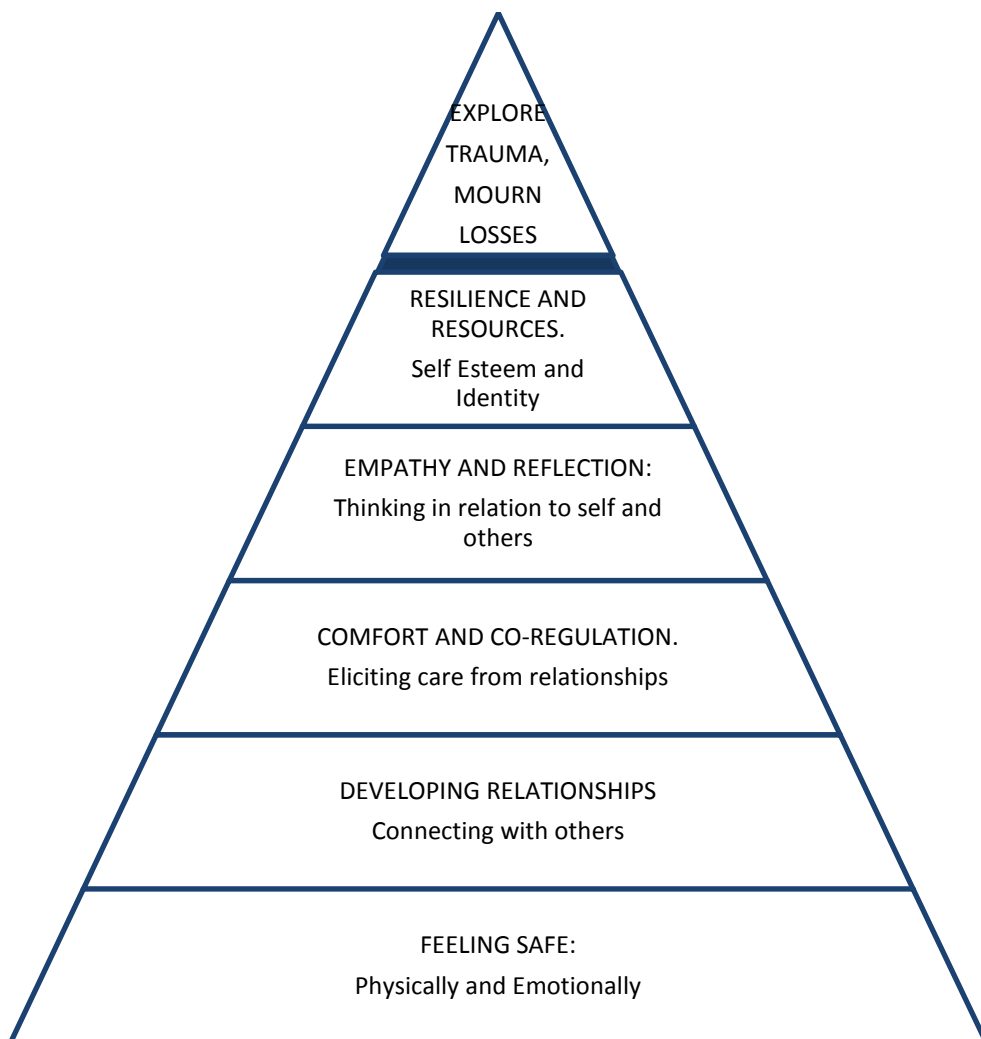 EXPLORE
TRAUMA,
MOURN
LOSSES
RESILIENCE AND
RESOURCES.
Self Esteem and
Identity
EMPATHY AND REFLECTION:
Thinking in relation to self and
others
COMFORT AND CO-REGULATION.
Eliciting care from relationships
DEVELOPING RELATIONSHIPS
Connecting with others
FEELING SAFE:
Physically and Emotionally